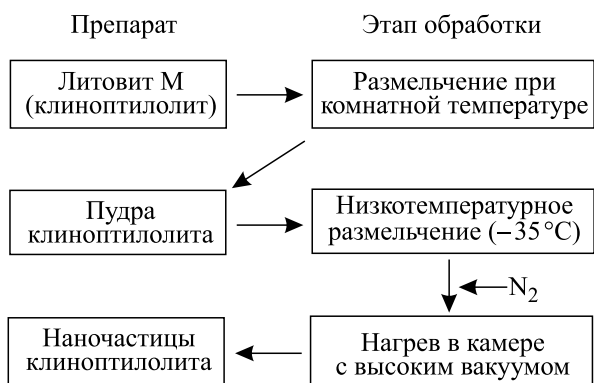 Препарат
Этап обработки
Литовит М
(клиноптилолит)
Размельчение при
комнатной температуре
Пудра
клиноптилолита
Низкотемпературное
размельчение (−35 °C)
N₂
Наночастицы
клиноптилолита
Нагрев в камере
с высоким вакуумом